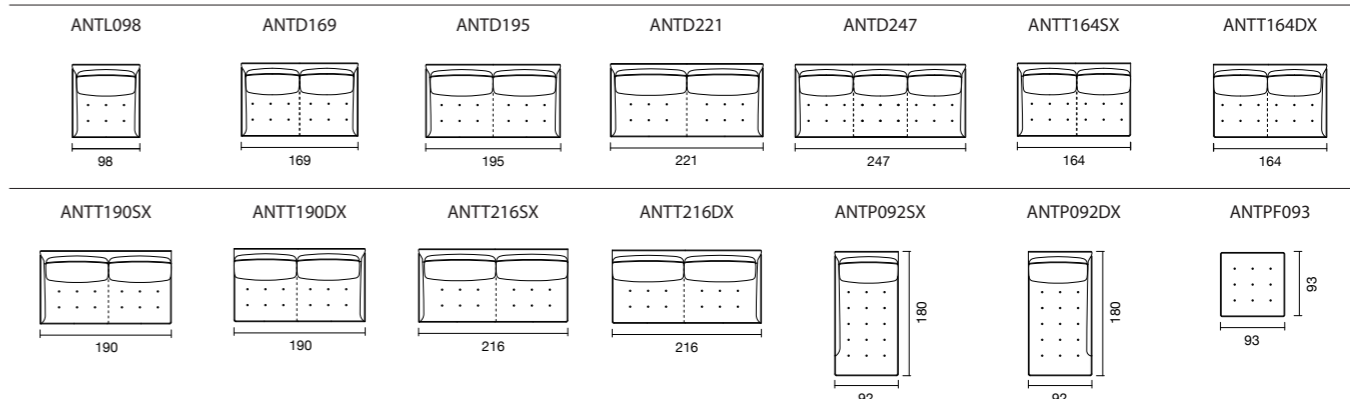 ANTL098 ANTD169 ANTD195 ANTD221 ANTD247 ANTT164SX ANTT164DX
98 169 195 221 247 164 164
ANTT190SX ANTT190DX ANTT216SX ANTT216DX ANTP092SX ANTP092DX ANTPF093
180 180 93
190 190 216 216 93
92 92